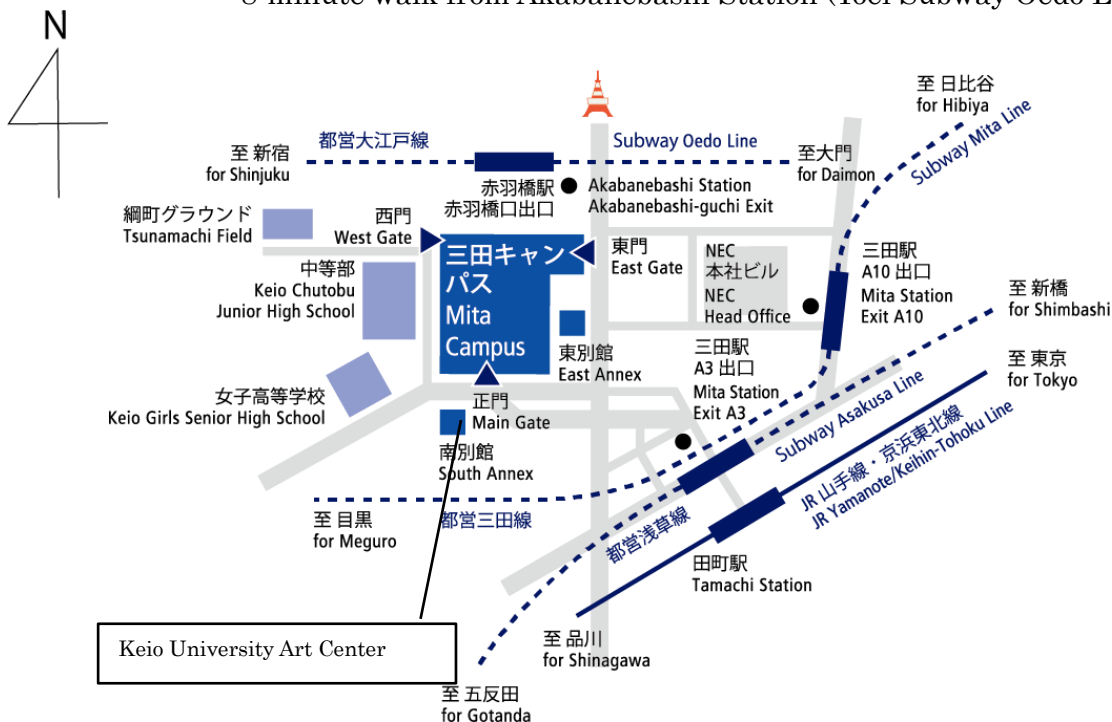 8 minute walk from Akabanebashi Station (Toei Subway Oedo L
N
至 日比谷
for Hibiya
Subway Mita Line
都営大江戸線
Subway Oedo Line
至 新宿
for Shinjuku
至大門
for Daimon
赤羽橋駅
赤羽橋口出口
Akabanebashi Station
Akabanebashi-guchi Exit
綱町グラウンド
Tsunamachi Field
西門
West Gate
三田キャン
パス
Mita
Campus
東門
East Gate
NEC
本社ビル
NEC
Head Office
三田駅
A10 出口
Mita Station
Exit A10
中等部
Keio Chutobu
Junior High School
至 新橋
for Shimbashi
東別館
East Annex
三田駅
A3 出口
Mita Station
Exit A3
至 東京
for Tokyo
女子高等学校
Keio Girls Senior High School
正門
Main Gate
南別館
South Annex
Subway Asakusa Line
JR 山手線・京浜東北線
JR Yamanote/Keihin-Tohoku Line
至 目黒
for Meguro
都営三田線
都営浅草線
田町駅
Tamachi Station
Keio University Art Center
至 品川
for Shinagawa
至 五反田
for Gotanda